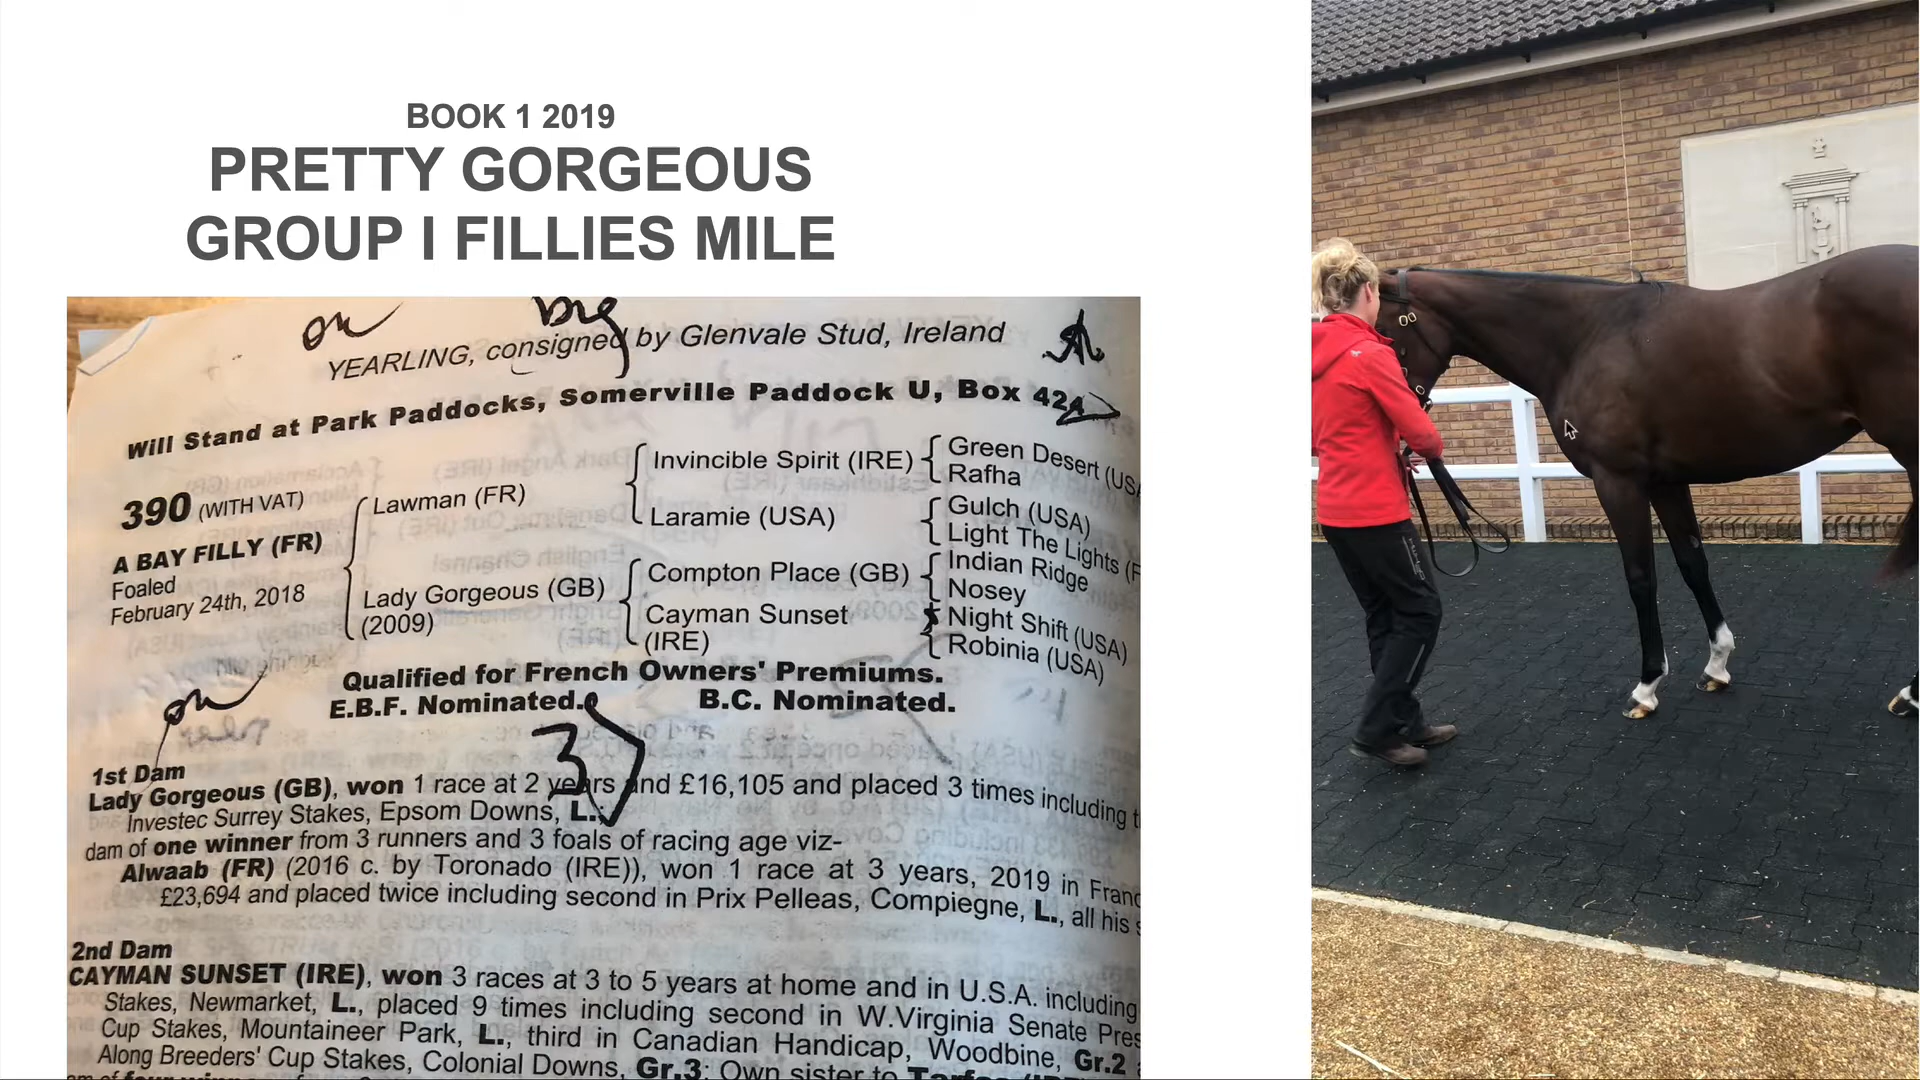 BOOK 1 2019
PRETTY GORGEOUS
GROUP I FILLIES MILE
on big
YEARLING, consigned by Glenvale Stud, Ireland
Will Stand at Park Paddocks, Somerville Paddock U, Box 424
Invincible Spirit (IRE)
Green Desert (USA
Rafha
390 (WITH VAT)
Lawman (FR)
Laramie (USA)
Gulch (USA)
Light The Lights (F
A BAY FILLY (FR)
Foaled
February 24th, 2018
Lady Gorgeous (GB)
(2009)
Compton Place (GB)
Indian Ridge
Nosey
Cayman Sunset
(IRE)
Night Shift (USA)
Robinia (USA)
Qualified for French Owners' Premiums.
E.B.F. Nominated. B.C. Nominated.
on
3
1st Dam
Lady Gorgeous (GB), won 1 race at 2 years and £16,105 and placed 3 times including t
Investec Surrey Stakes, Epsom Downs, L.,
dam of one winner from 3 runners and 3 foals of racing age viz-
Alwaab (FR) (2016 c. by Toronado (IRE)), won 1 race at 3 years, 2019 in Franc
£23,694 and placed twice including second in Prix Pelleas, Compiegne, L., all his s
2nd Dam
CAYMAN SUNSET (IRE), won 3 races at 3 to 5 years at home and in U.S.A. including
Stakes, Newmarket, L., placed 9 times including second in W.Virginia Senate Pres
Cup Stakes, Mountaineer Park, L., third in Canadian Handicap, Woodbine, Gr.2
Along Breeders' Cup Stakes, Colonial Downs, Gr.3; Own sister to